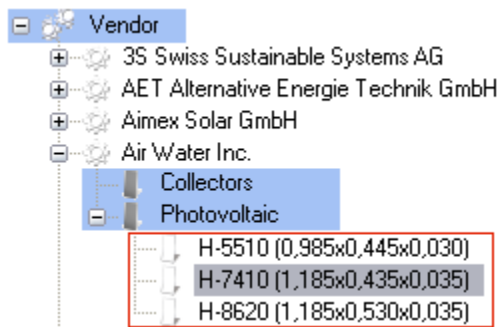 Vendor
3S Swiss Sustainable Systems AG
AET Alternative Energie Technik GmbH
Aimex Solar GmbH
Air Water Inc.
Collectors
Photovoltaic
H-5510 (0,985x0,445x0,030)
H-7410 (1,185x0,435x0,035)
H-8620 (1,185x0,530x0,035)